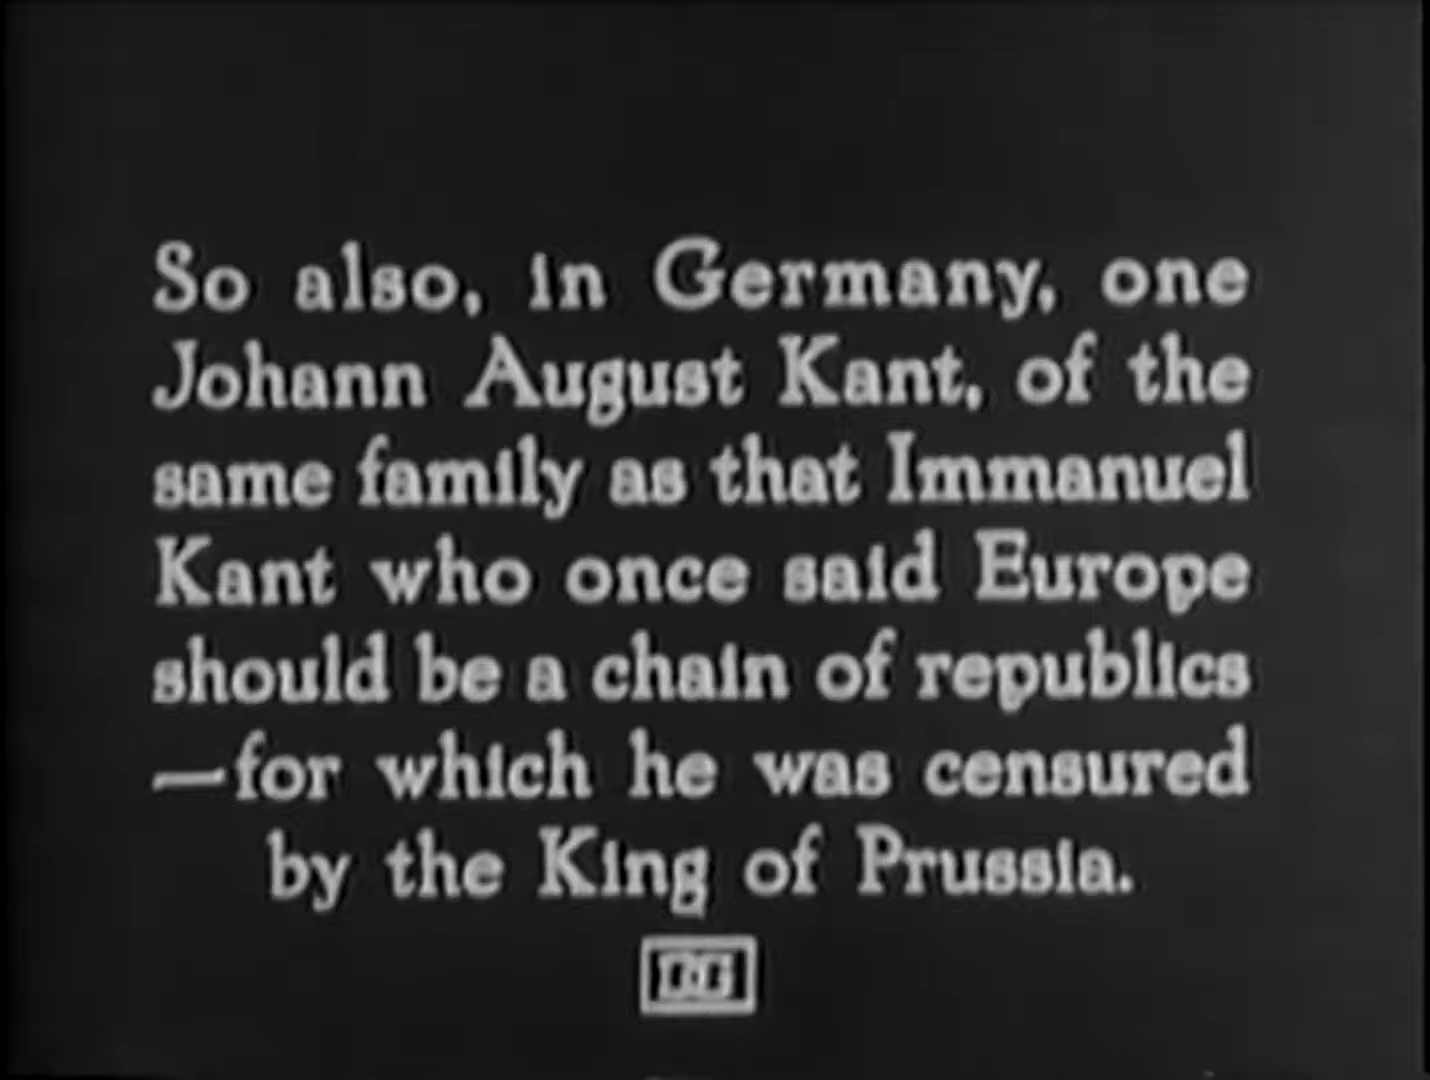 So also, in Germany, one
Johann August Kant, of the
same family as that Immanuel
Kant who once said Europe
should be a chain of republics
—for which he was censured
by the King of Prussia.
DG